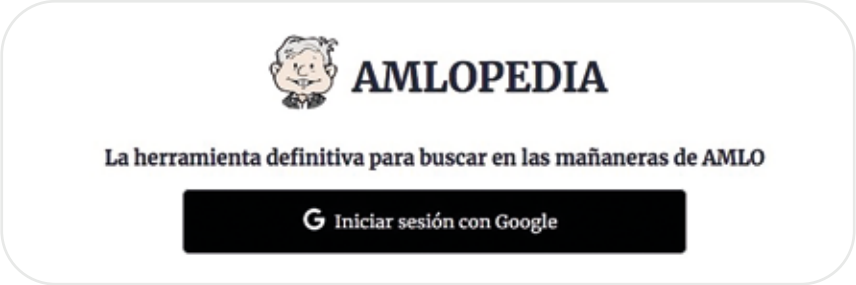 AMLOPEDIA
La herramienta definitiva para buscar en las mañaneras de AMLO
G Iniciar sesión con Google